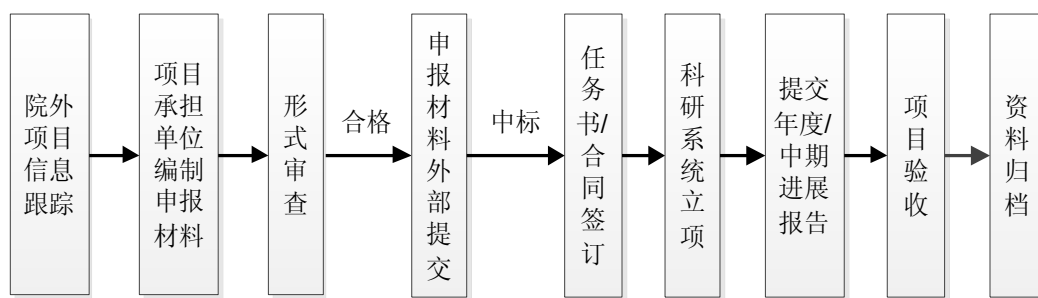 院外
项目
信息
跟踪
项目
承担
单位
编制
申报
材料
形
式
审
查
合格
申
报
材
料
外
部
提
交
中标
任
务
书/
合
同
签
订
科
研
系
统
立
项
提交
年度/
中期
进展
报告
项
目
验
收
资
料
归
档